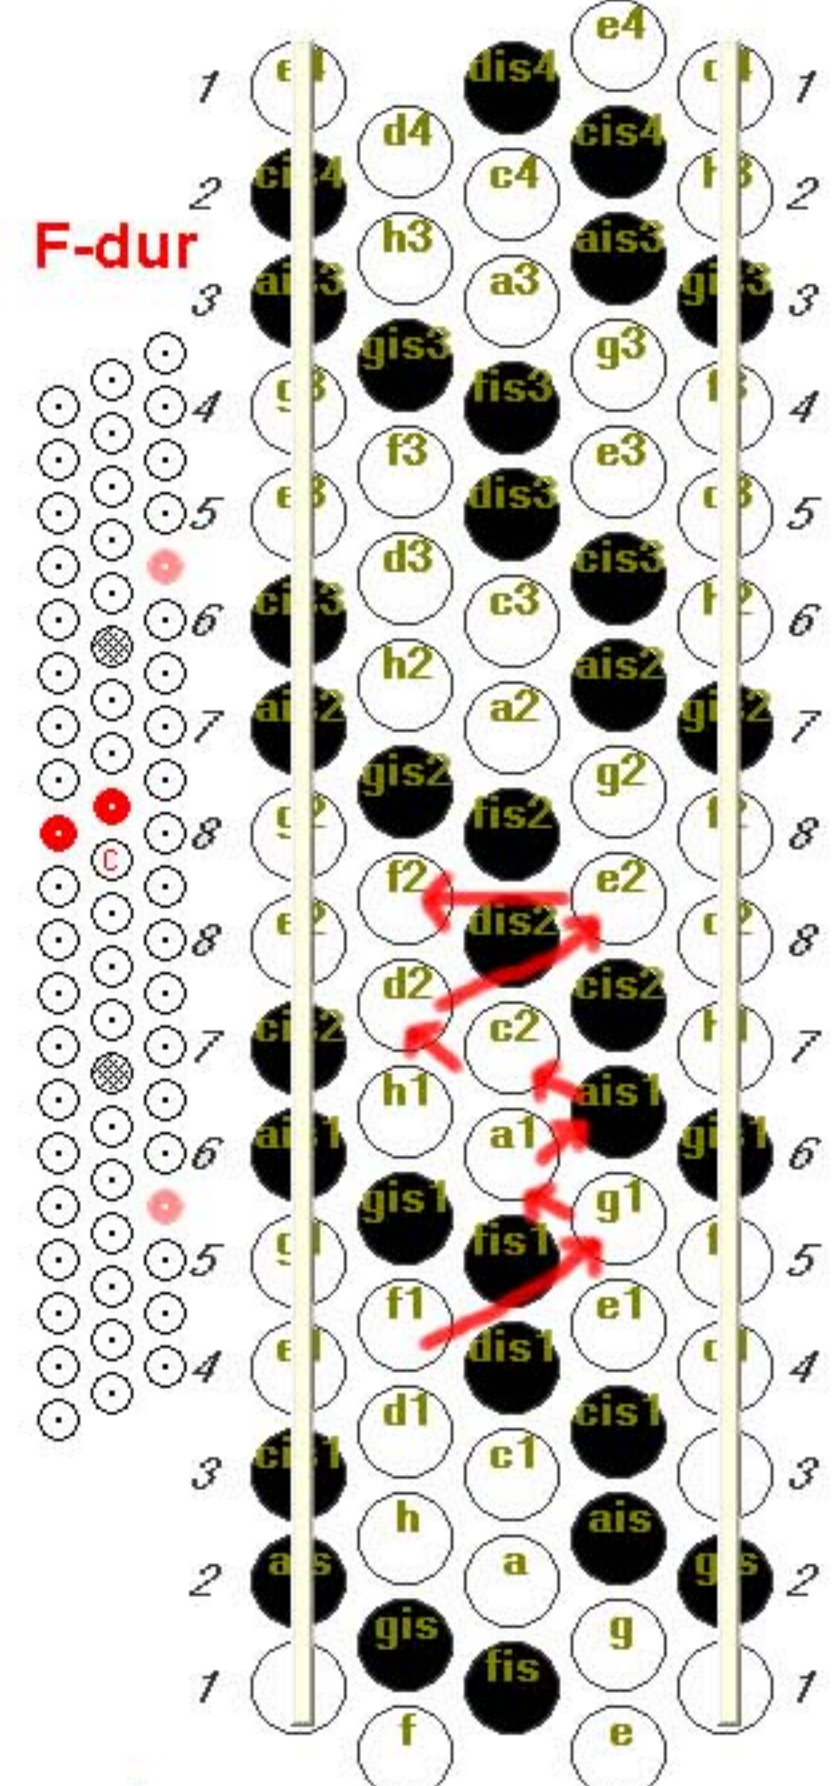 F-dur
C
1
2
3
4
5
6
7
8
8
7
6
5
4
3
2
1
d4
h3
gis3
f3
d3
h2
gis2
f2
d2
h1
gis1
f1
d1
h
gis
f
dis4
c4
a3
fis3
dis3
c3
a2
fis2
dis2
c2
a1
fis1
dis1
c1
a
fis
e4
cis4
ais3
g3
e3
cis3
ais2
g2
e2
cis2
ais1
g1
e1
cis1
ais
g
e
1
2
3
4
5
6
7
8
8
7
6
5
4
3
2
1